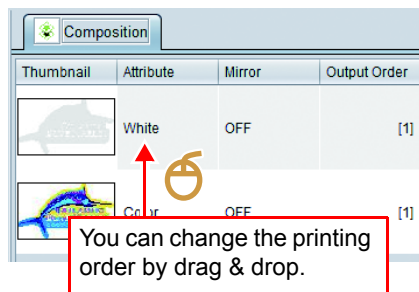 Composition
Thumbnail Attribute Mirror Output Order
White OFF [1]
Color OFF [1]
You can change the printing
order by drag & drop.